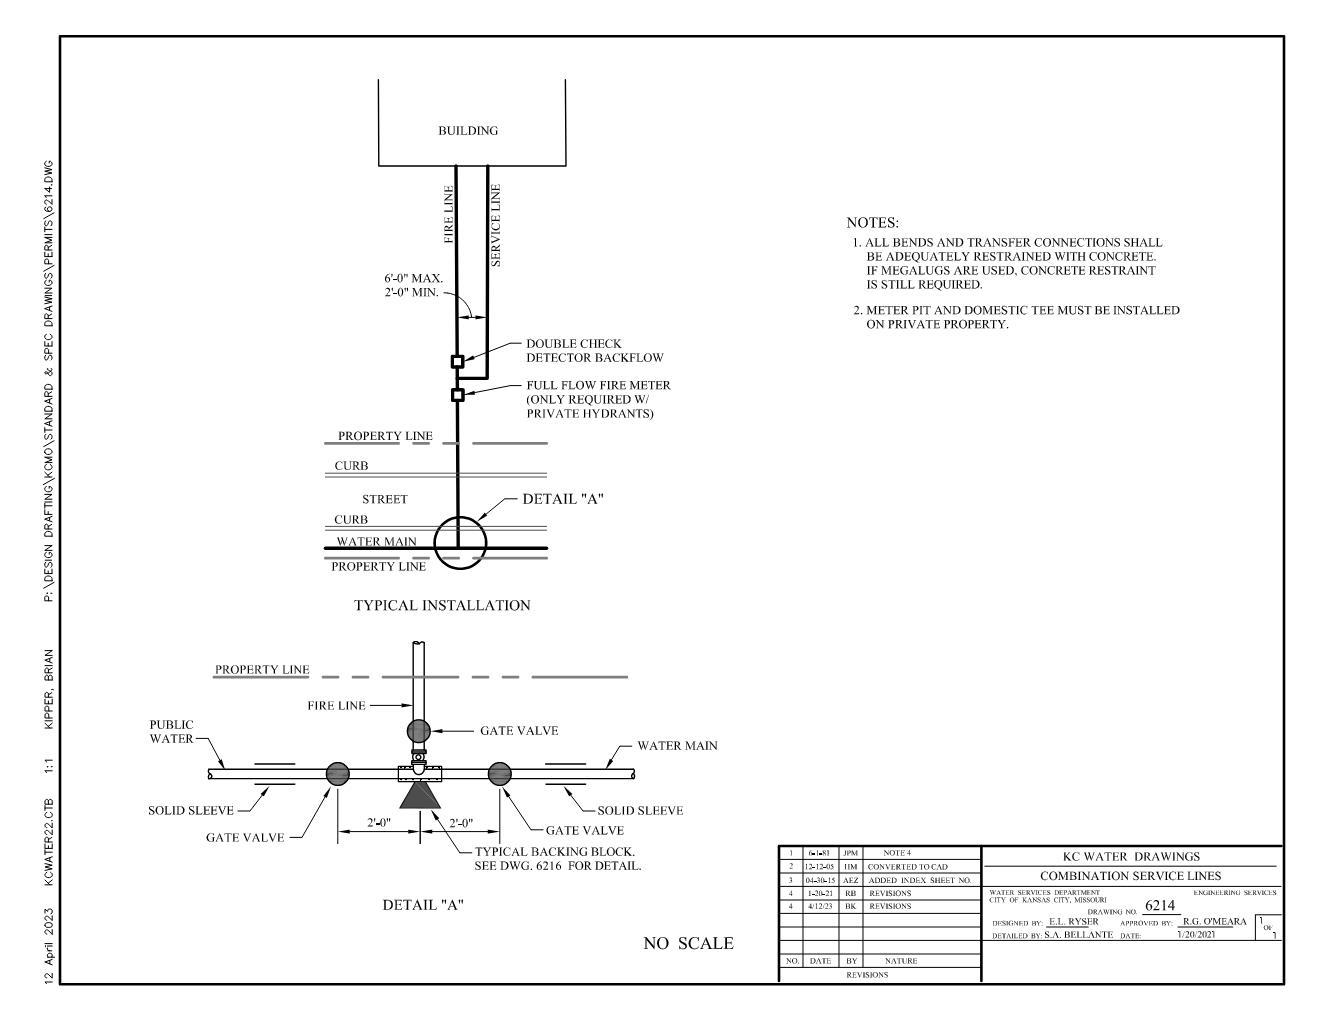 BUILDING
FIRE LINE
SERVICE LINE
6'-0" MAX.
2'-0" MIN.
DOUBLE CHECK
DETECTOR BACKFLOW
FULL FLOW FIRE METER
(ONLY REQUIRED W/
PRIVATE HYDRANTS)
PROPERTY LINE
CURB
STREET
DETAIL "A"
CURB
WATER MAIN
PROPERTY LINE
TYPICAL INSTALLATION
PROPERTY LINE
FIRE LINE
PUBLIC
WATER
GATE VALVE
WATER MAIN
SOLID SLEEVE
SOLID SLEEVE
GATE VALVE
2'-0"
2'-0"
GATE VALVE
TYPICAL BACKING BLOCK.
SEE DWG. 6216 FOR DETAIL.
DETAIL "A"
NO SCALE
NOTES:
1. ALL BENDS AND TRANSFER CONNECTIONS SHALL
BE ADEQUATELY RESTRAINED WITH CONCRETE.
IF MEGALUGS ARE USED, CONCRETE RESTRAINT
IS STILL REQUIRED.
2. METER PIT AND DOMESTIC TEE MUST BE INSTALLED
ON PRIVATE PROPERTY.
1 6-1-81 JPM NOTE 4
2 12-12-05 HM CONVERTED TO CAD
3 04-30-15 AEZ ADDED INDEX SHEET NO.
4 1-20-21 RB REVISIONS
4 4/12/23 BK REVISIONS
NO. DATE BY NATURE
REVISIONS
KC WATER DRAWINGS
COMBINATION SERVICE LINES
WATER SERVICES DEPARTMENT ENGINEERING SERVICES
CITY OF KANSAS CITY, MISSOURI
DRAWING NO. 6214
DESIGNED BY: E.L. RYSER APPROVED BY: R.G. O'MEARA
DETAILED BY: S.A. BELLANTE DATE: 1/20/2021
1
OF
1
12 April 2023 KCWATER22.CTB 1:1 KIPPER, BRIAN P:\DESIGN DRAFTING\KCMO\STANDARD & SPEC DRAWINGS\PERMITS\6214.DWG